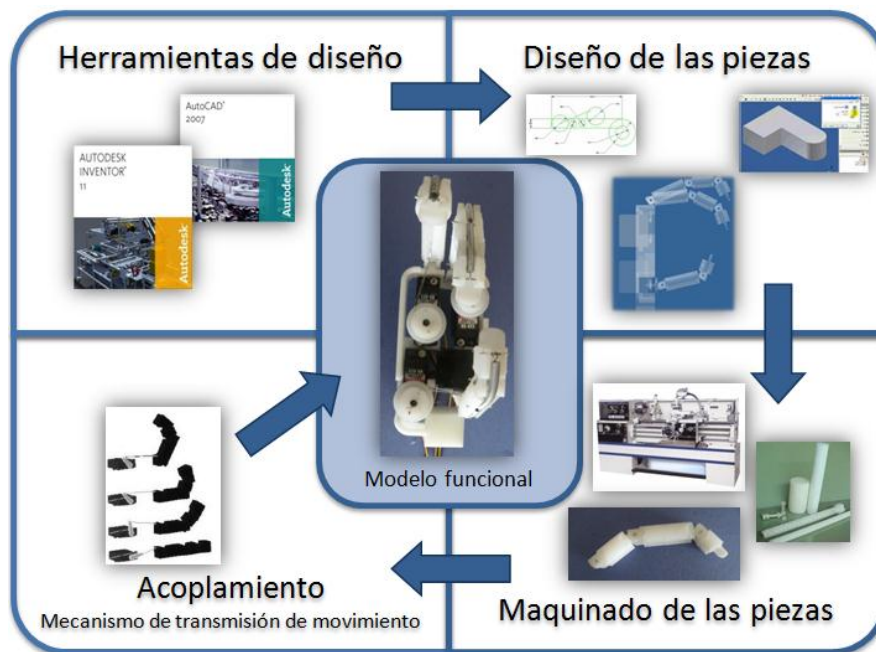 Herramientas de diseño
AutoCAD®
2007
Autodesk
AUTODESK
INVENTOR®
11
Autodesk
Diseño de las piezas
Modelo funcional
Acoplamiento
Mecanismo de transmisión de movimiento
Maquinado de las piezas